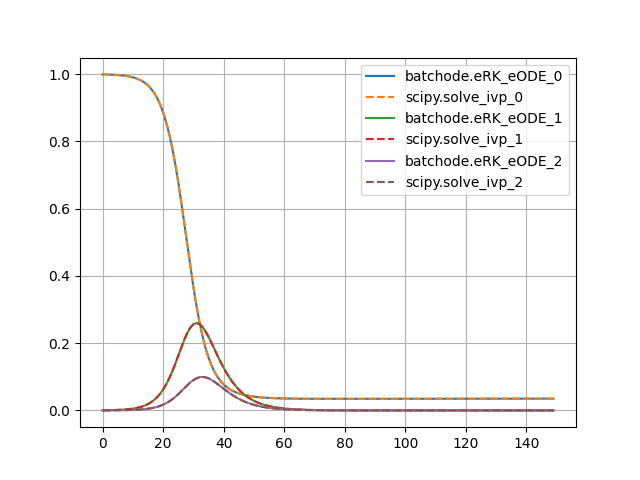 1.0
0.8
0.6
0.4
0.2
0.0
batchode.eRK_eODE_0
scipy.solve_ivp_0
batchode.eRK_eODE_1
scipy.solve_ivp_1
batchode.eRK_eODE_2
scipy.solve_ivp_2
0 20 40 60 80 100 120 140